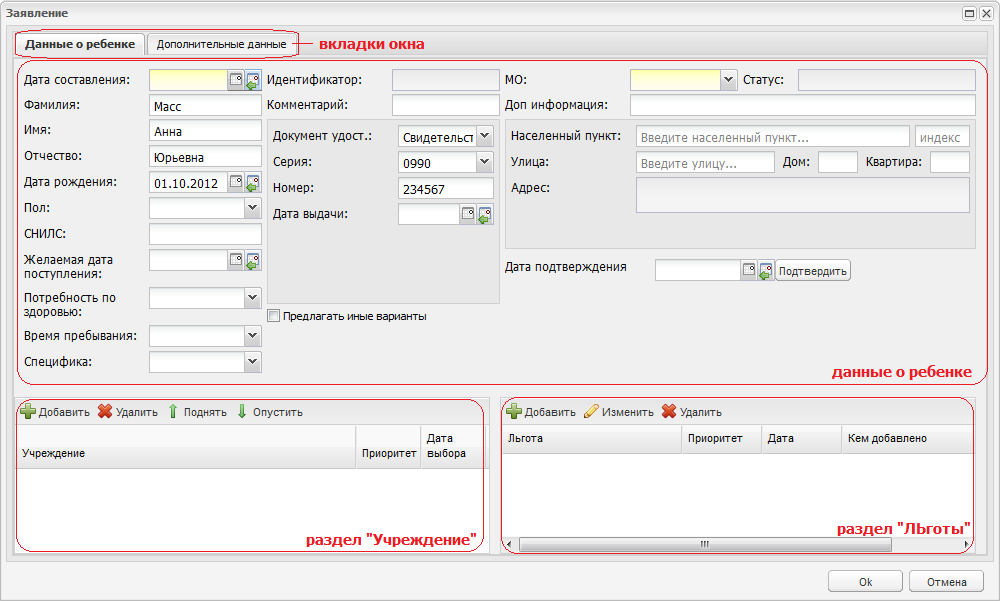 Заявление
Данные о ребенке
Дополнительные данные
вкладки окна
Дата составления:
Идентификатор:
МО:
Статус:
Фамилия:
Масс
Комментарий:
Доп информация:
Имя:
Анна
Документ удост.:
Свидетельст
Населенный пункт:
Введите населенный пункт...
индекс
Отчество:
Юрьевна
Серия:
0990
Улица:
Введите улицу...
Дом:
Квартира:
Дата рождения:
01.10.2012
Номер:
234567
Адрес:
Пол:
Дата выдачи:
СНИЛС:
Желаемая дата
поступления:
Дата подтверждения
Подтвердить
Потребность по
здоровью:
Предлагать иные варианты
Время пребывания:
Специфика:
данные о ребенке
Добавить
Удалить
Поднять
Опустить
Учреждение
Приоритет
Дата
выбора
раздел "Учреждение"
Добавить
Изменить
Удалить
Льгота
Приоритет
Дата
Кем добавлено
раздел "Льготы"
Ok
Отмена